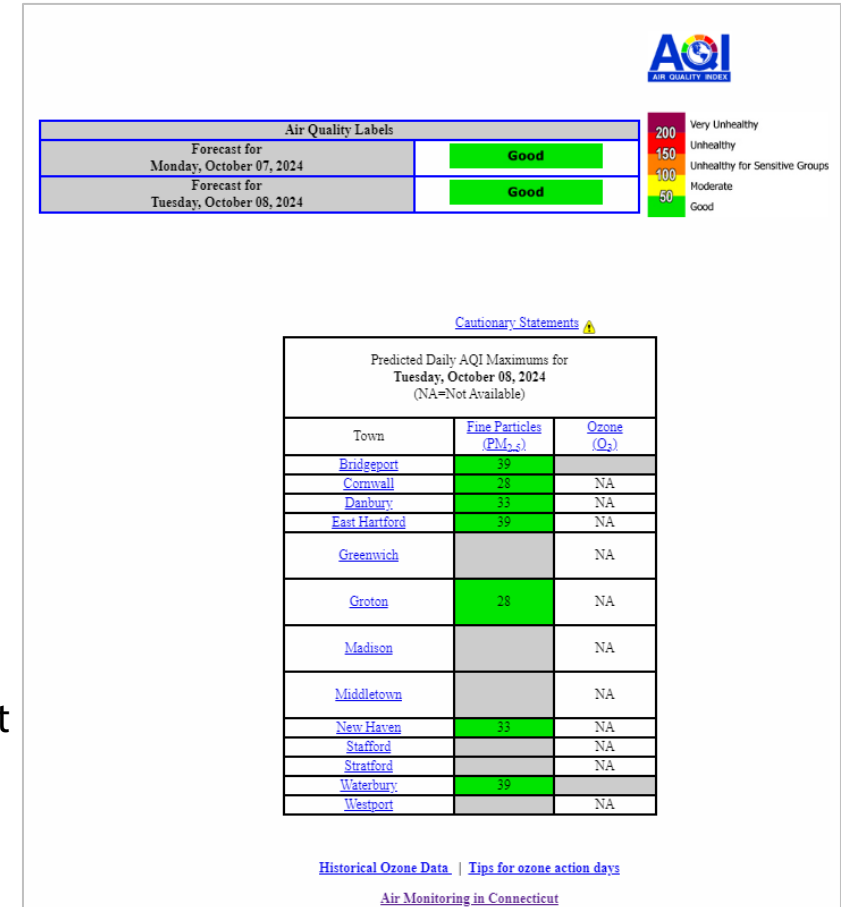 AQI
AIR QUALITY INDEX
Air Quality Labels
Forecast for
Monday, October 07, 2024
Good
Forecast for
Tuesday, October 08, 2024
Good
200
150
100
50
Very Unhealthy
Unhealthy
Unhealthy for Sensitive Groups
Moderate
Good
Cautionary Statements
Predicted Daily AQI Maximums for
Tuesday, October 08, 2024
(NA=Not Available)
Town Fine Particles (PM2.5) Ozone (O3)
Bridgeport 39
Cornwall 28 NA
Danbury 33 NA
East Hartford 39 NA
Greenwich NA
Groton 28 NA
Madison NA
Middletown NA
t
New Haven 33 NA
Stafford NA
Stratford NA
Waterbury 39
Westport NA
Historical Ozone Data | Tips for ozone action days
Air Monitoring in Connecticut